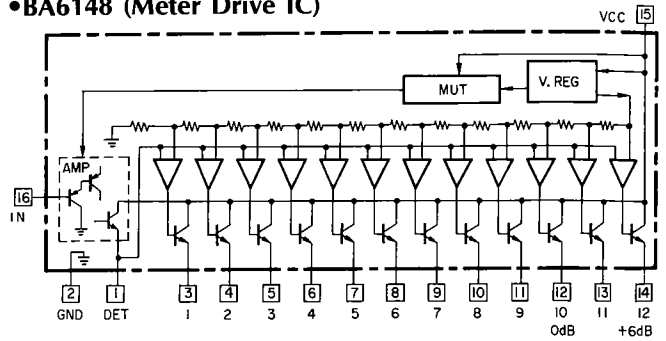 •BA6148 (Meter Drive IC)
VCC 15
MUT
V. REG
AMP
16
IN
2 1 3 4 5 6 7 8 9 10 11 12 13 14
GND DET 1 2 3 4 5 6 7 8 9 10 11 12
0dB +6dB